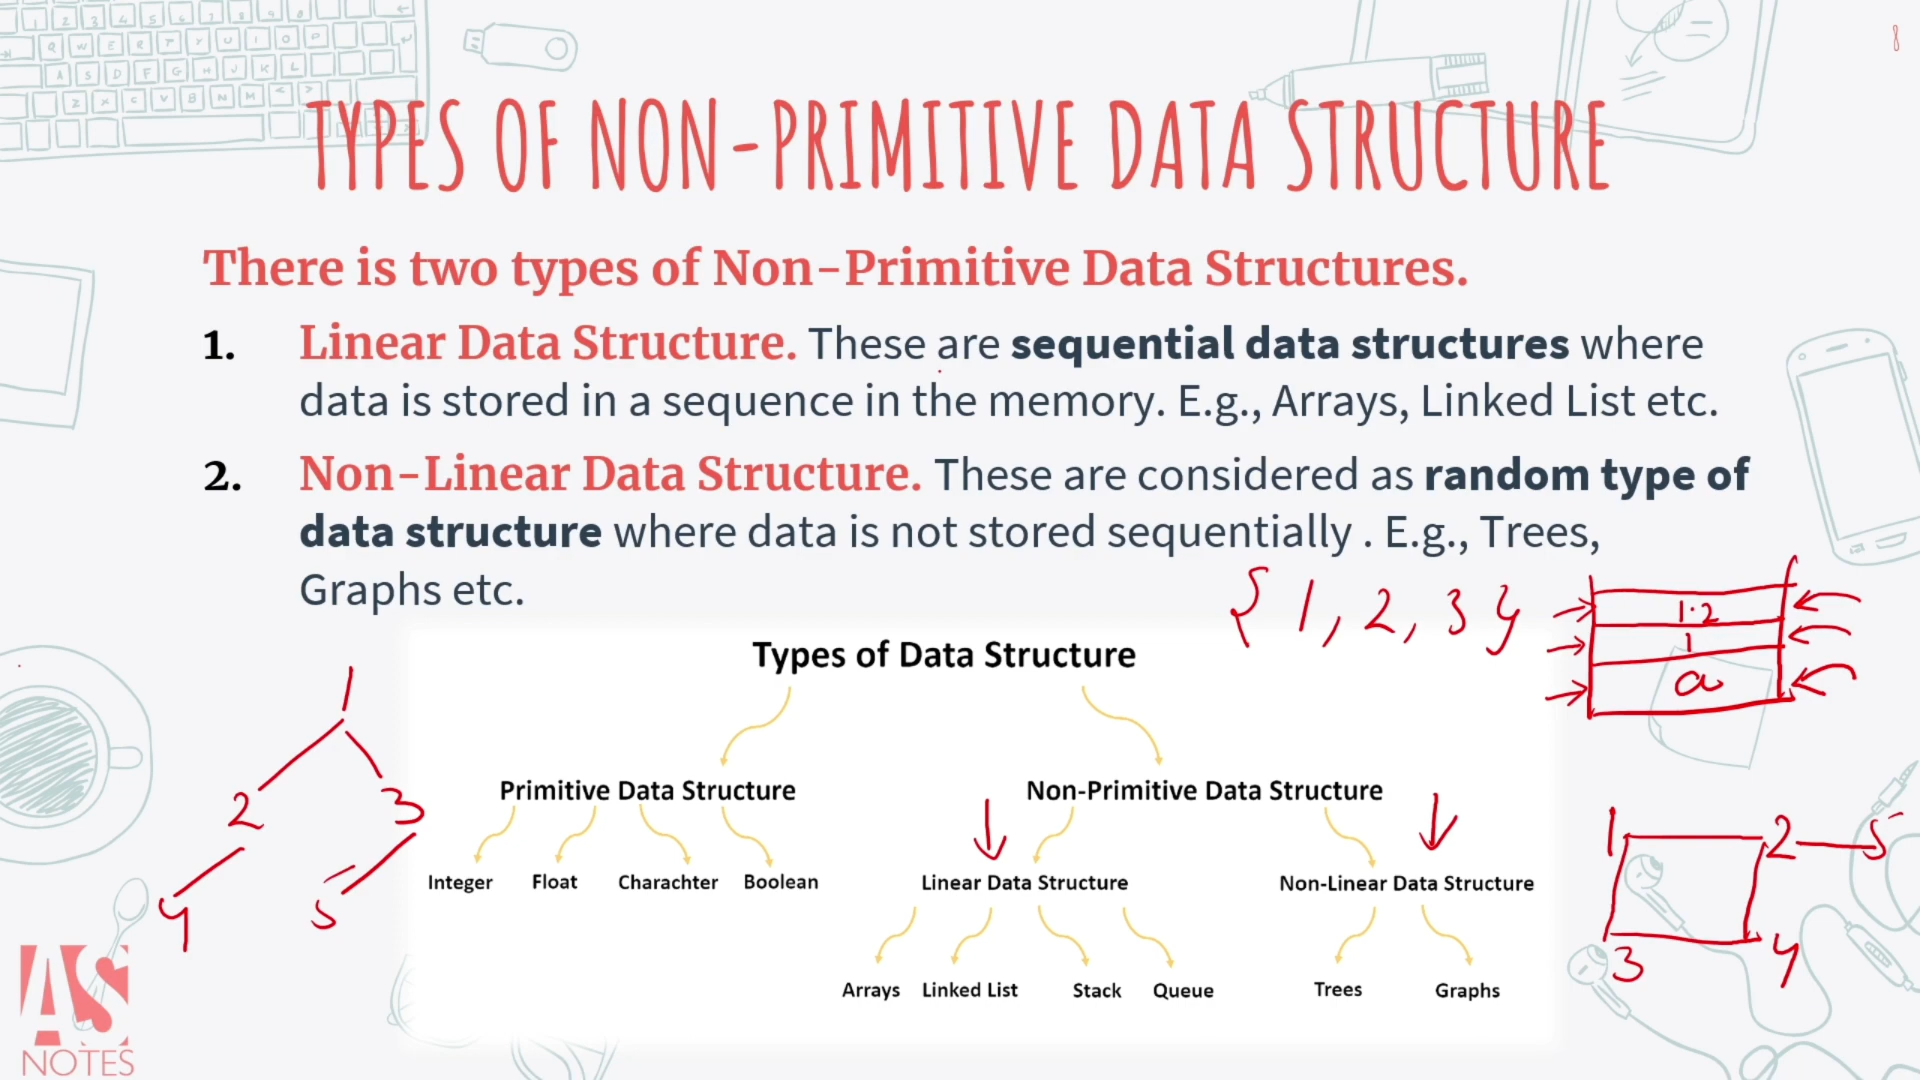 8
TYPES OF NON-PRIMITIVE DATA STRUCTURE
There is two types of Non-Primitive Data Structures.
1. Linear Data Structure. These are sequential data structures where
data is stored in a sequence in the memory. E.g., Arrays, Linked List etc.
2. Non-Linear Data Structure. These are considered as random type of
data structure where data is not stored sequentially . E.g., Trees,
Graphs etc.
{ 1, 2, 3 }
1.2
1
a
Types of Data Structure
1
2 3
4 5
Primitive Data Structure Non-Primitive Data Structure
1 2 5
3 4
Integer Float Charachter Boolean Linear Data Structure Non-Linear Data Structure
Arrays Linked List Stack Queue Trees Graphs
AS
NOTES